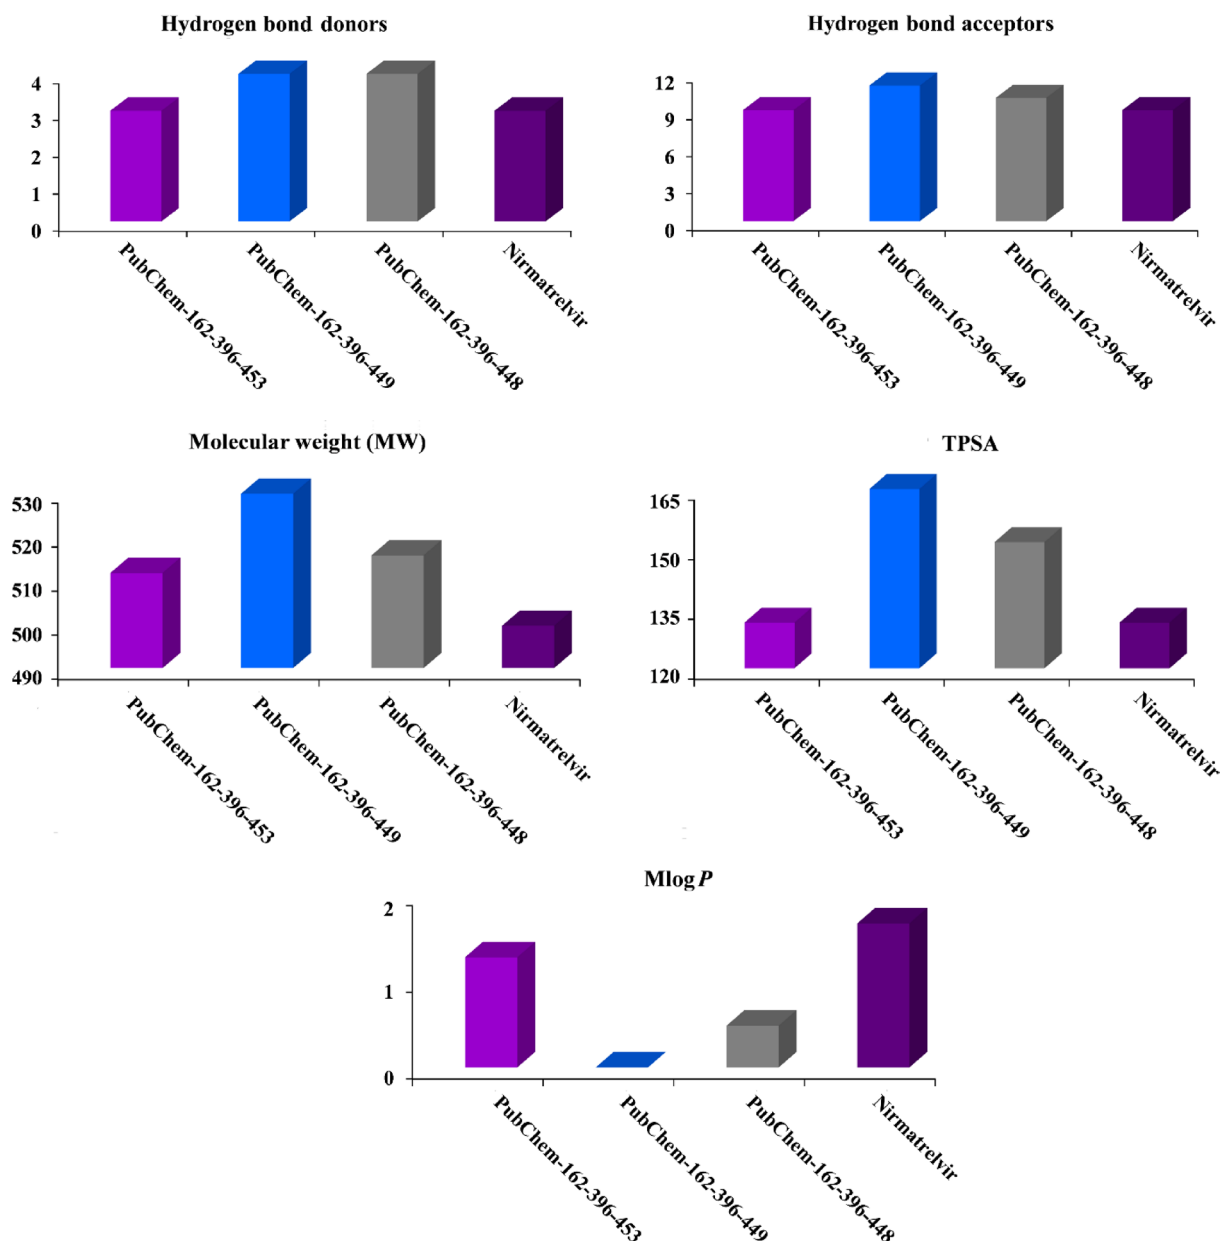 Hydrogen bond donors
4
3
2
1
0
PubChem-162-396-453
PubChem-162-396-449
PubChem-162-396-448
Nirmatrelvir
Hydrogen bond acceptors
12
9
6
3
0
PubChem-162-396-453
PubChem-162-396-449
PubChem-162-396-448
Nirmatrelvir
Molecular weight (MW)
530
520
510
500
490
PubChem-162-396-453
PubChem-162-396-449
PubChem-162-396-448
Nirmatrelvir
TPSA
165
150
135
120
PubChem-162-396-453
PubChem-162-396-449
PubChem-162-396-448
Nirmatrelvir
Mlog P
2
1
0
PubChem-162-396-453
PubChem-162-396-449
PubChem-162-396-448
Nirmatrelvir